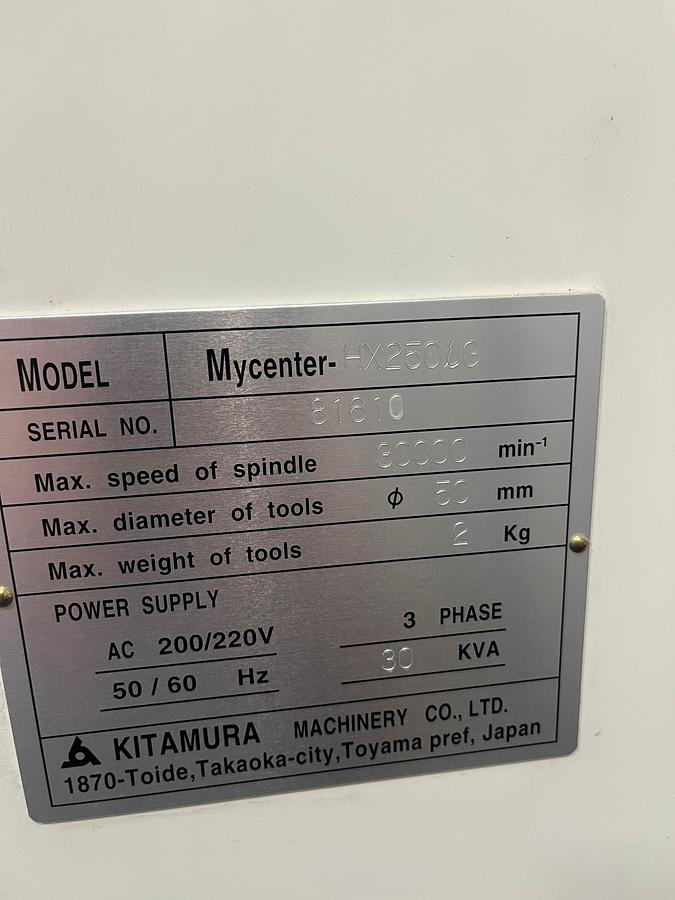 MODEL Mycenter-HX250iG
SERIAL NO. 81610
Max. speed of spindle 30000 min⁻¹
Max. diameter of tools ϕ 50 mm
Max. weight of tools 2 Kg
POWER SUPPLY
AC 200/220V 3 PHASE
50/60 Hz 30 KVA
KITAMURA MACHINERY CO., LTD.
1870-Toide,Takaoka-city,Toyama pref, Japan